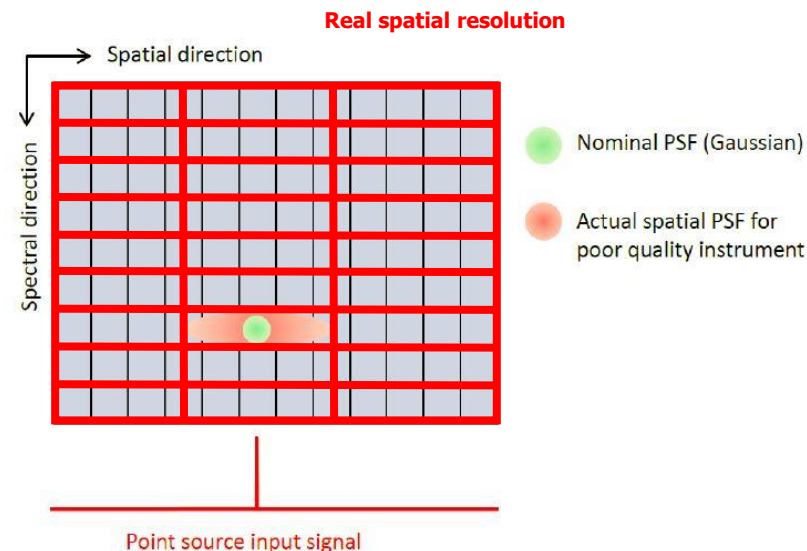 Real spatial resolution
Spatial direction
Spectral direction
Nominal PSF (Gaussian)
Actual spatial PSF for
poor quality instrument
Point source input signal